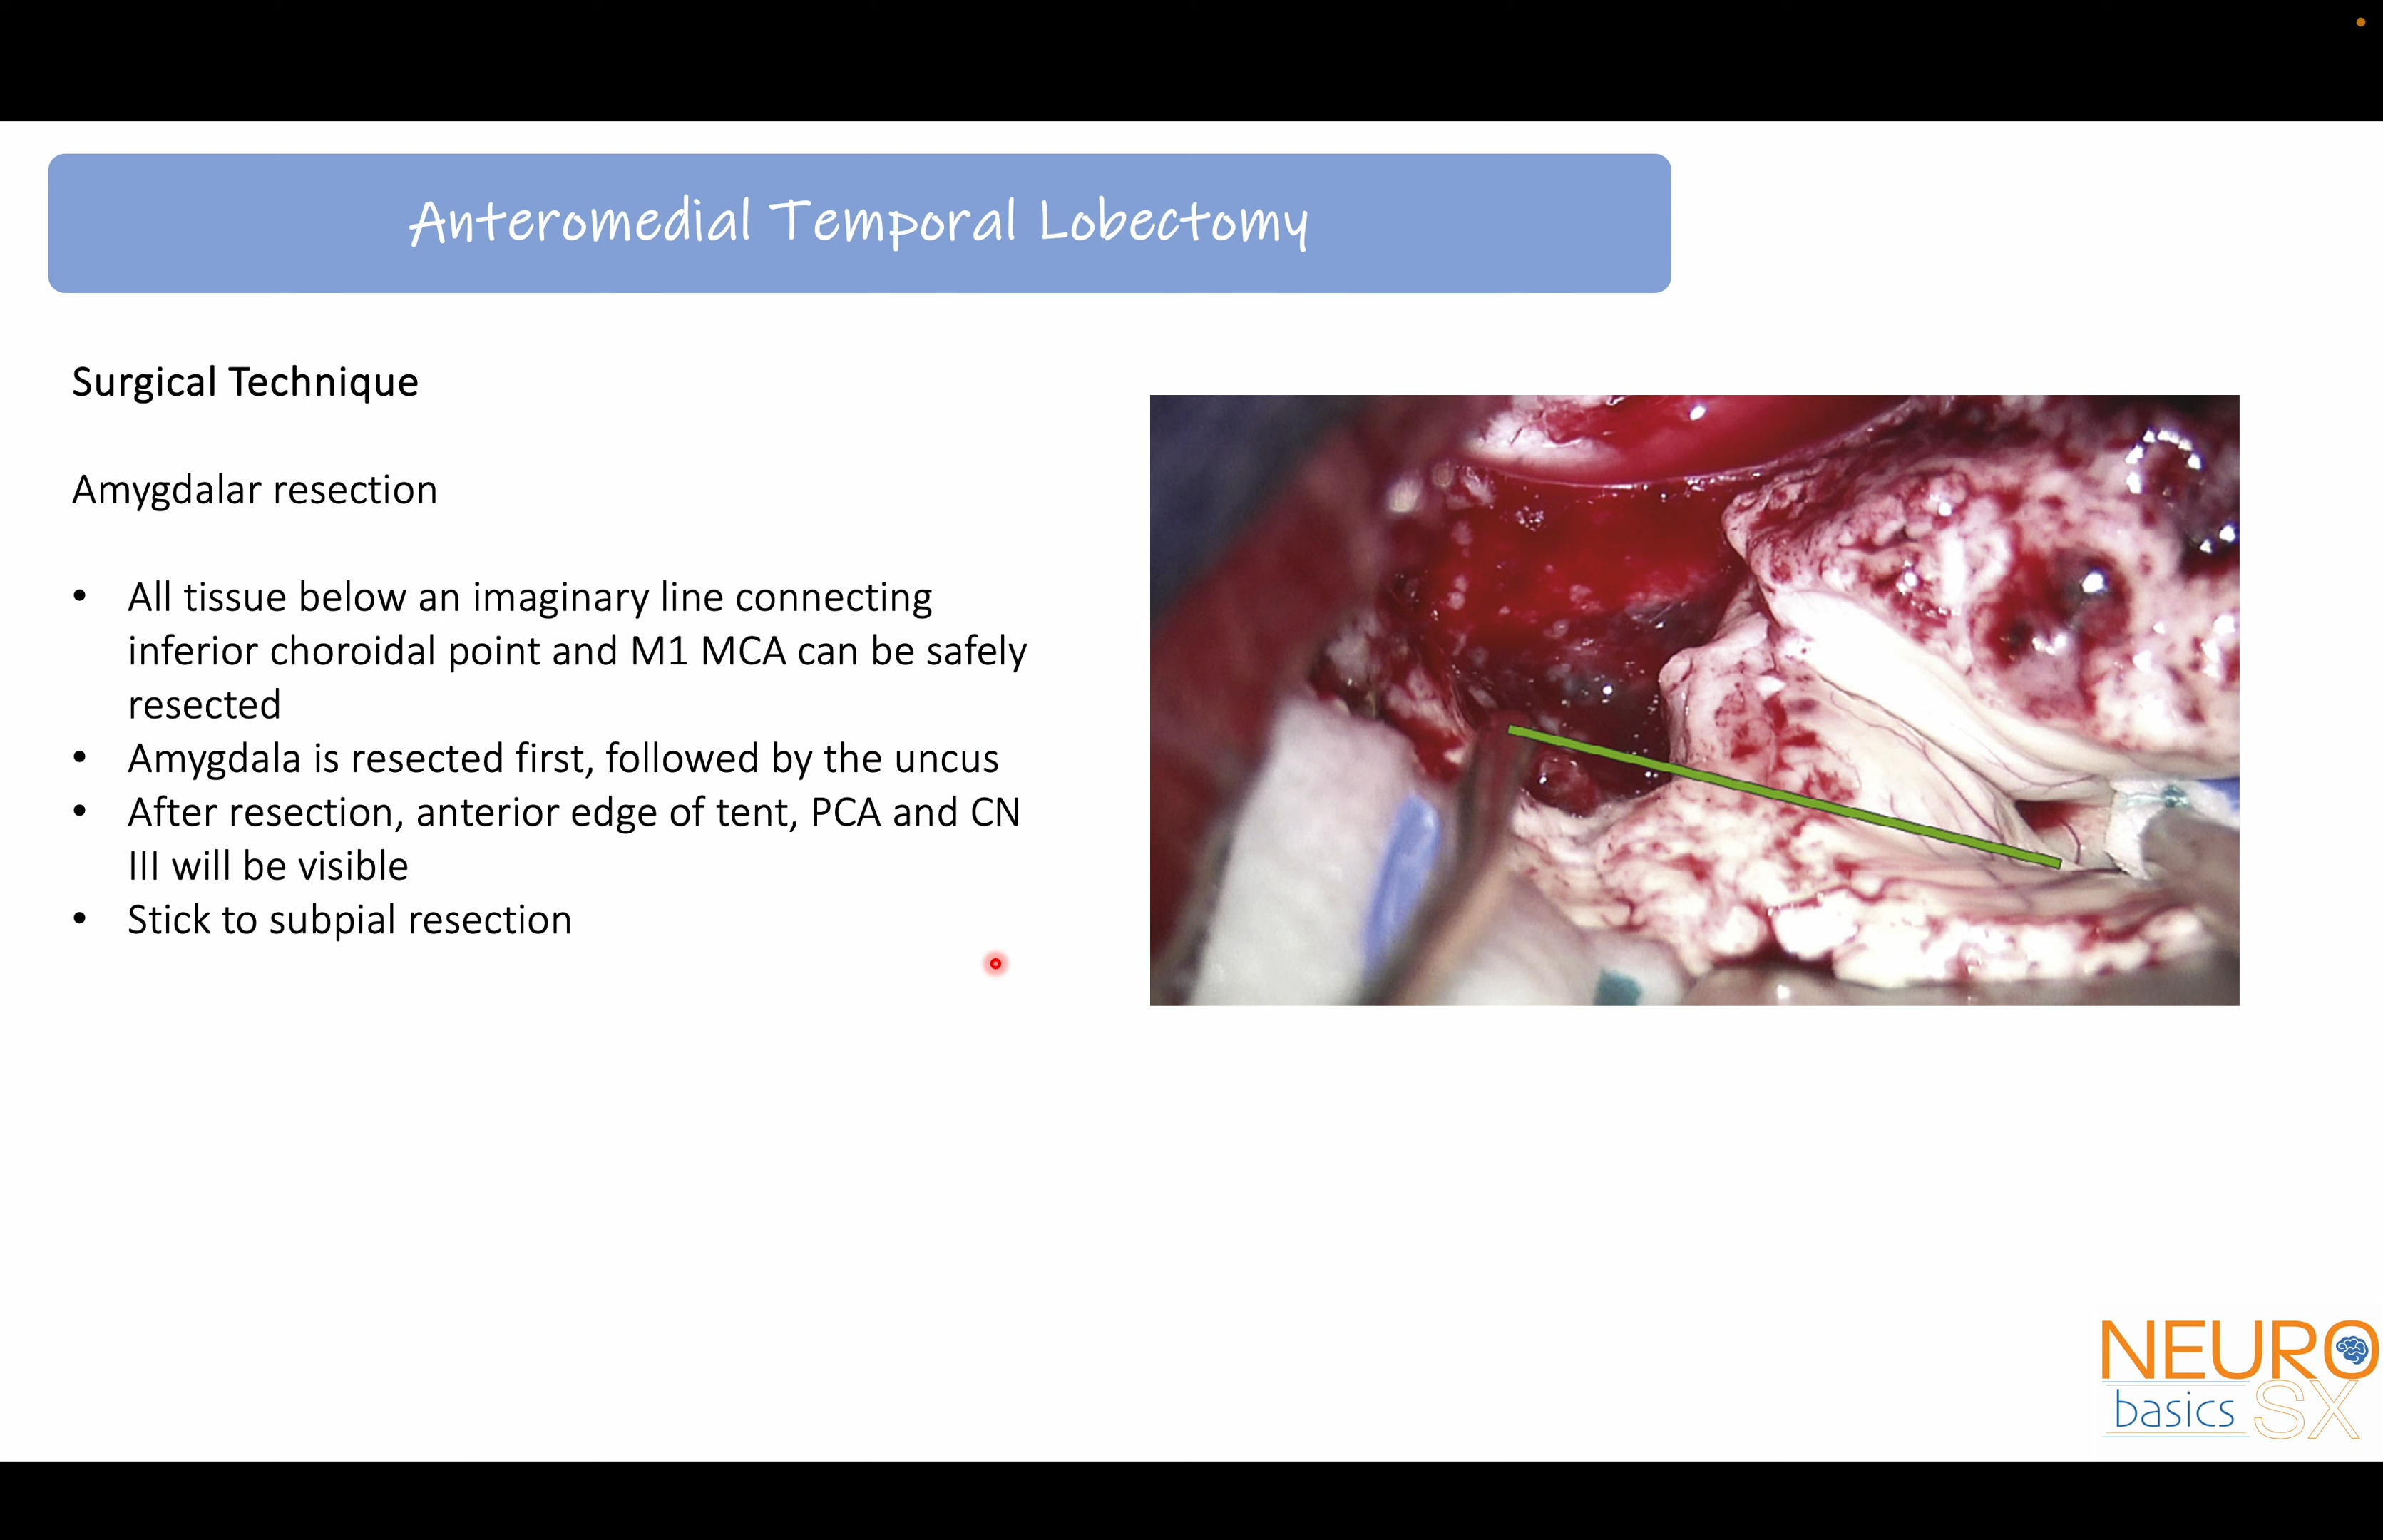 Anteromedial Temporal Lobectomy
Surgical Technique
Amygdalar resection
• All tissue below an imaginary line connecting
inferior choroidal point and M1 MCA can be safely
resected
• Amygdala is resected first, followed by the uncus
• After resection, anterior edge of tent, PCA and CN
III will be visible
• Stick to subpial resection
NEURO
basics SX